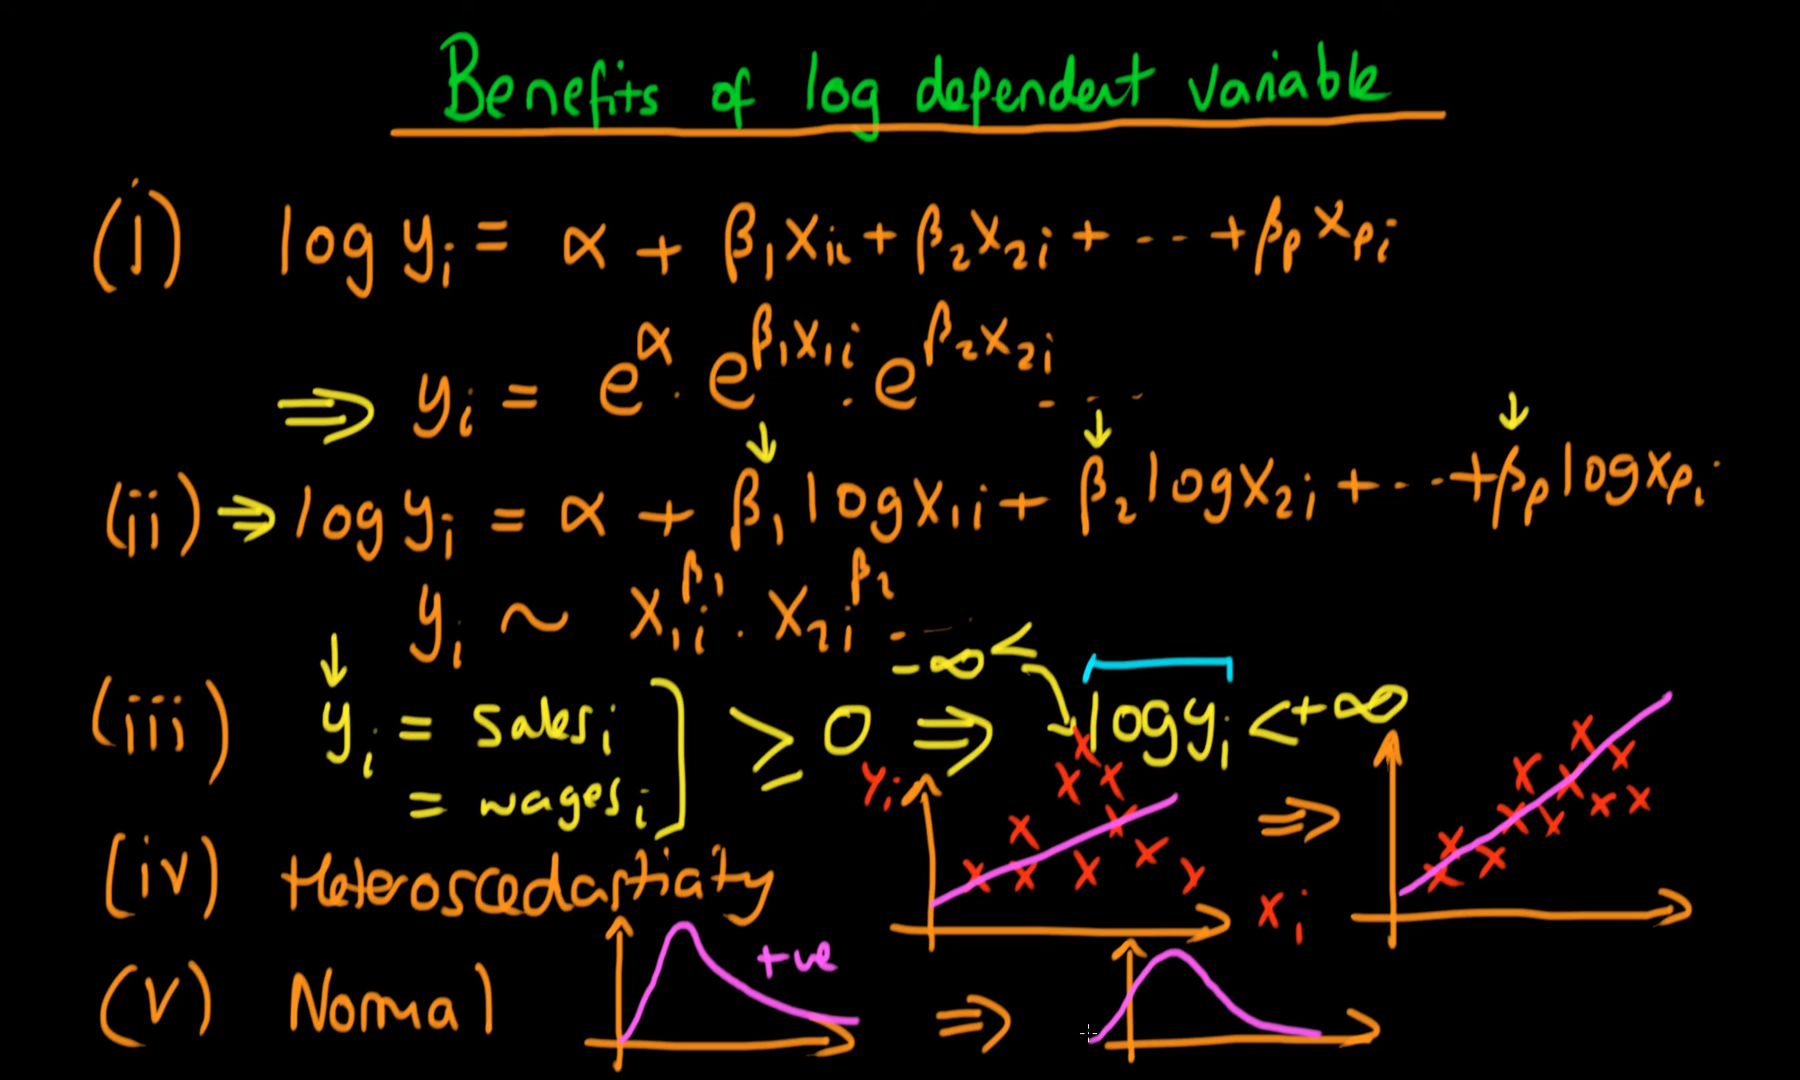 Benefits of log dependent variable
(i) log yᵢ = α + β₁x₁ᵢ + β₂x₂ᵢ + ... + βₚxₚᵢ
⇒ yᵢ = e^α . e^β₁x₁ᵢ . e^β₂x₂ᵢ ....
(ii) ⇒ log yᵢ = α + β₁ log x₁ᵢ + β₂ log x₂ᵢ + ... + βₚ log xₚᵢ
yᵢ ~ x₁ᵢ^β₁ . x₂ᵢ^β₂ ....
(iii) yᵢ = salesᵢ ≥ 0 ⇒ -∞ < log yᵢ < +∞
= wagesᵢ
(iv) Heteroscedasticity yᵢ xᵢ ⇒
(v) Normal +ve ⇒